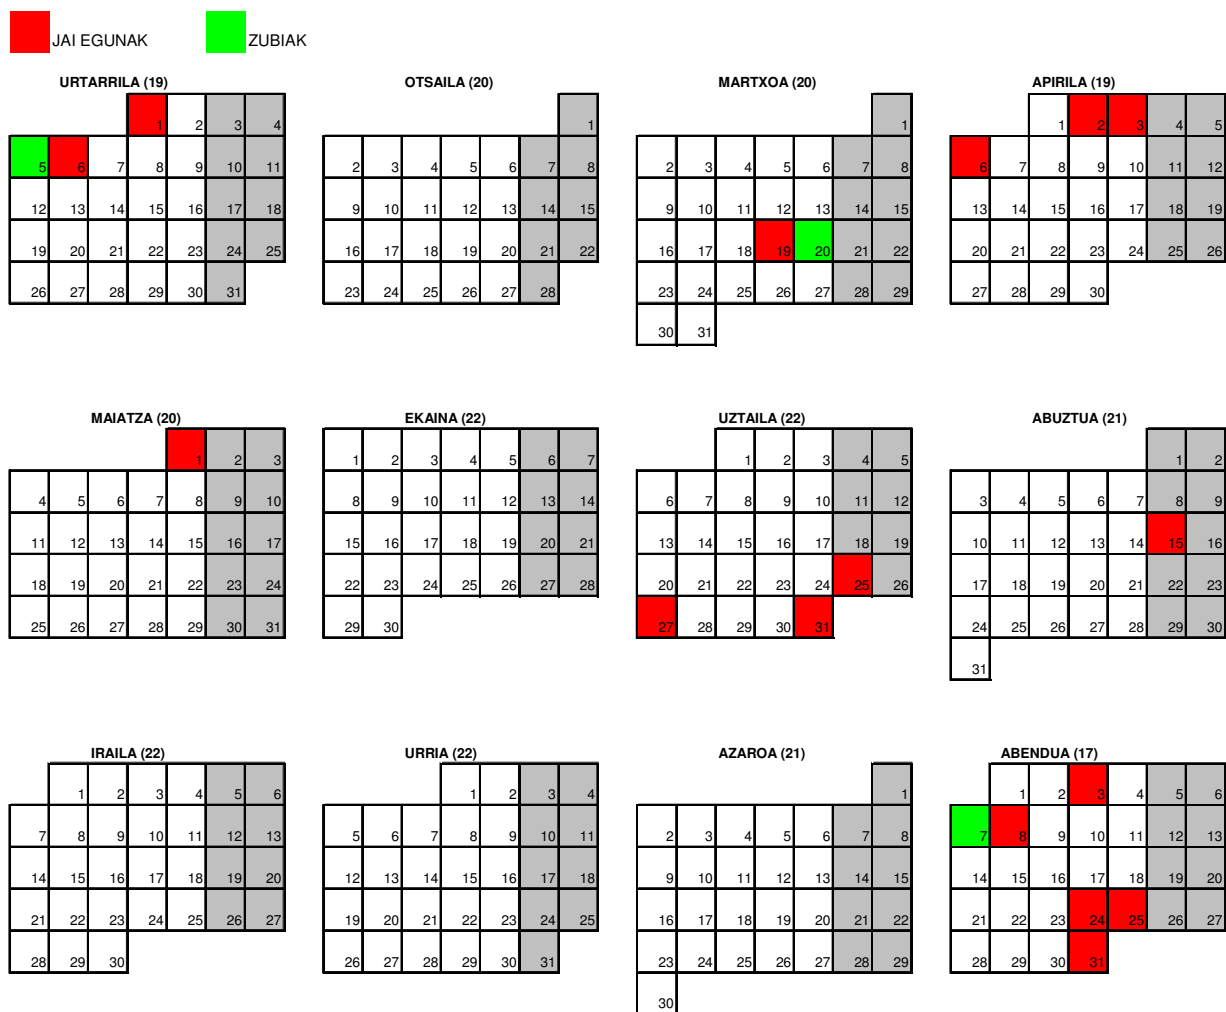 JAI EGUNAK ZUBIAK
URTARRILA (19) OTSAILA (20) MARTXOA (20) APIRILA (19)
1 2 3 4 1 1 1 2 3 4 5
5 6 7 8 9 10 11 2 3 4 5 6 7 8 2 3 4 5 6 7 8 6 7 8 9 10 11 12
12 13 14 15 16 17 18 9 10 11 12 13 14 15 9 10 11 12 13 14 15 13 14 15 16 17 18 19
19 20 21 22 23 24 25 16 17 18 19 20 21 22 16 17 18 19 20 21 22 20 21 22 23 24 25 26
26 27 28 29 30 31 23 24 25 26 27 28 23 24 25 26 27 28 29 27 28 29 30
30 31
MAIATZA (20) EKAINA (22) UZTAILA (22) ABUZTUA (21)
1 2 3 1 2 3 4 5 6 7 1 2 3 4 5 1 2
4 5 6 7 8 9 10 8 9 10 11 12 13 14 6 7 8 9 10 11 12 3 4 5 6 7 8 9
11 12 13 14 15 16 17 15 16 17 18 19 20 21 13 14 15 16 17 18 19 10 11 12 13 14 15 16
18 19 20 21 22 23 24 22 23 24 25 26 27 28 20 21 22 23 24 25 26 17 18 19 20 21 22 23
25 26 27 28 29 30 31 29 30 27 28 29 30 31 24 25 26 27 28 29 30
31
IRAILA (22) URRIA (22) AZAROA (21) ABENDUA (17)
1 2 3 4 5 6 1 2 3 4 1 1 2 3 4 5 6
7 8 9 10 11 12 13 5 6 7 8 9 10 11 2 3 4 5 6 7 8 7 8 9 10 11 12 13
14 15 16 17 18 19 20 12 13 14 15 16 17 18 9 10 11 12 13 14 15 14 15 16 17 18 19 20
21 22 23 24 25 26 27 19 20 21 22 23 24 25 16 17 18 19 20 21 22 21 22 23 24 25 26 27
28 29 30 26 27 28 29 30 31 23 24 25 26 27 28 29 28 29 30 31
30